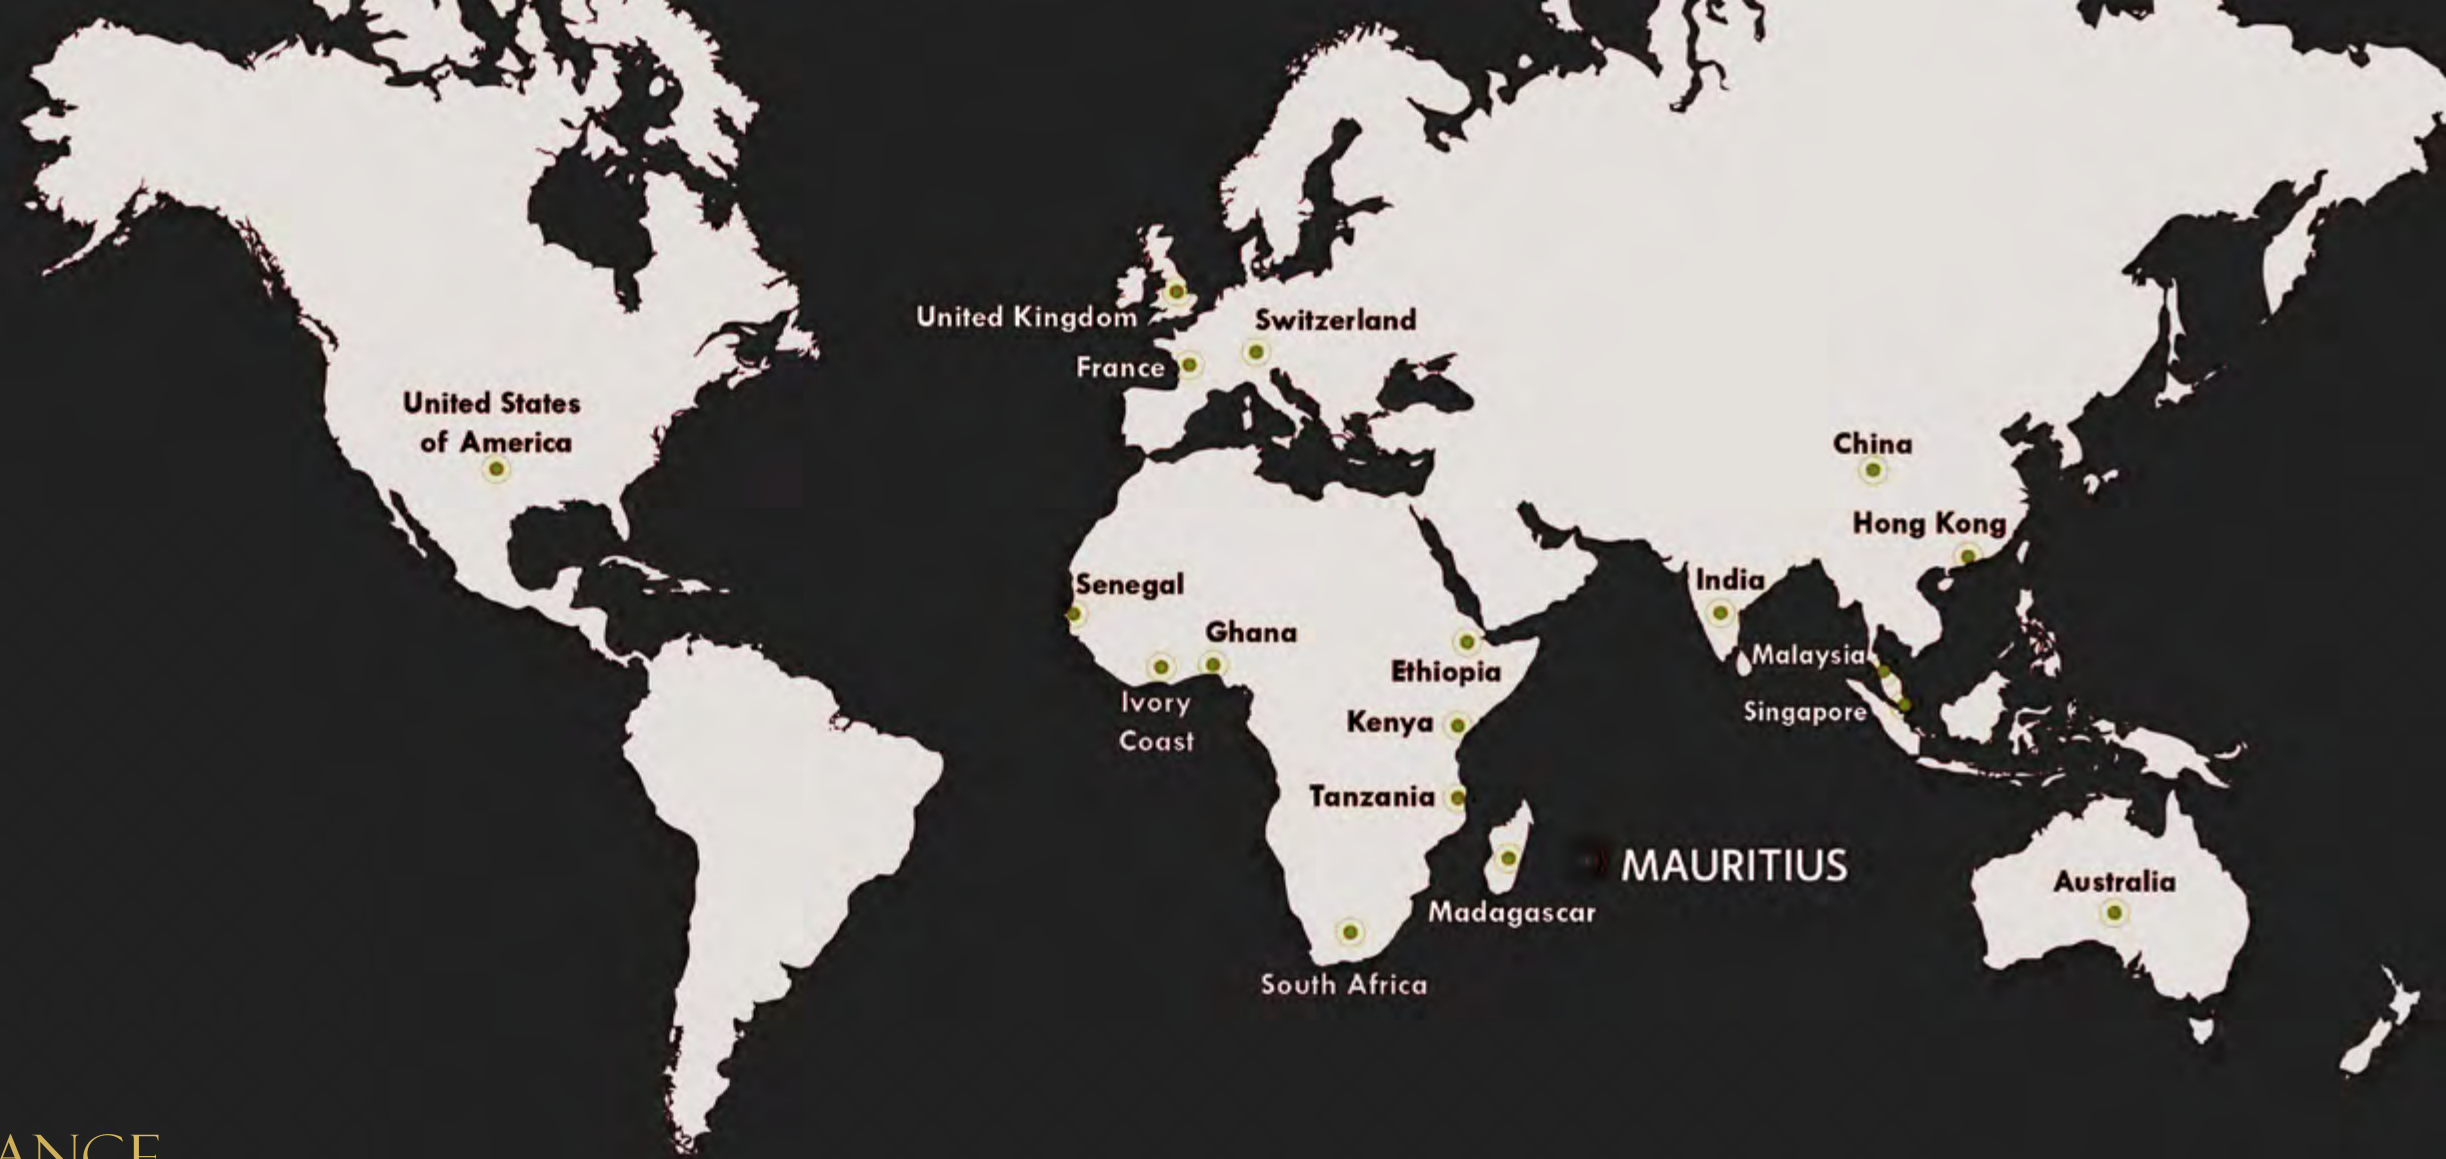 United Kingdom
Switzerland
France
United States
of America
China
Hong Kong
Senegal
India
Ghana
Malaysia
Ethiopia
Ivory
Coast
Singapore
Kenya
Tanzania
MAURITIUS
Australia
Madagascar
South Africa
ANCE